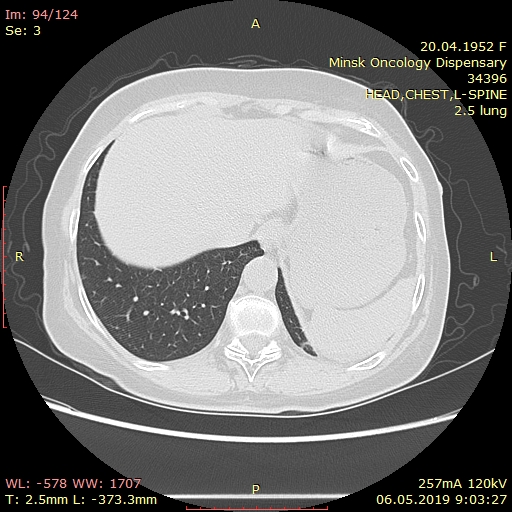 Im: 94/124
Se: 3
A
20.04.1952 F
Minsk Oncology Dispensary
34396
HEAD,CHEST,L-SPINE
2.5 lung
R
L
WL: -578 WW: 1707
T: 2.5mm L: -373.3mm
P
257mA 120kV
06.05.2019 9:03:27